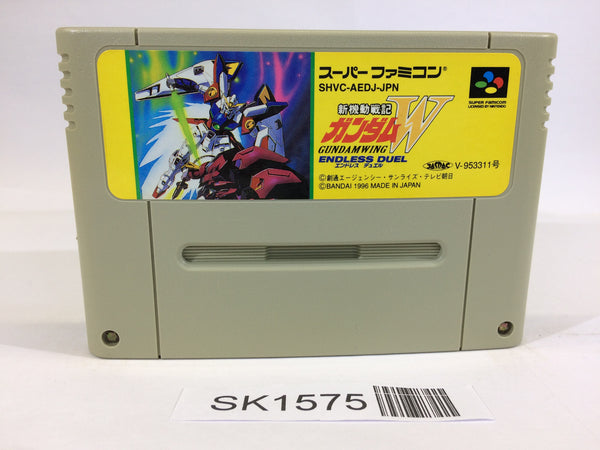 スーパーファミコン®
SHVC-AEDJ-JPN
SUPER FAMICOM
LICENSED BY NINTENDO
新機動戦記
ガンダムW
GUNDAM WING
ENDLESS DUEL
エンドレス デュエル
JASRAC V-953311号
©創通エージェンシー・サンライズ・テレビ朝日
©BANDAI 1996 MADE IN JAPAN
SK1575